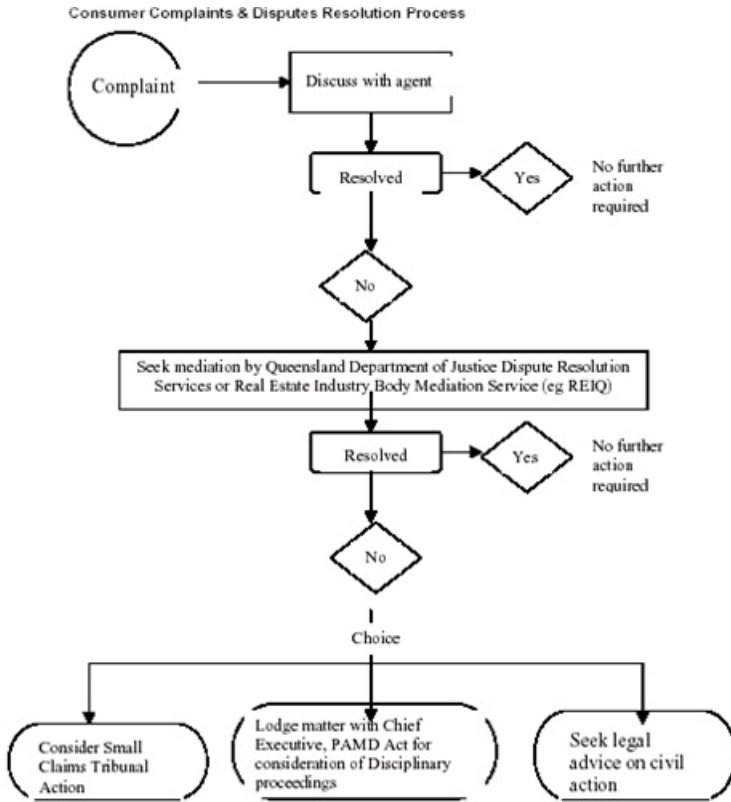 Consumer Complaints & Disputes Resolution Process
Complaint
Discuss with agent
Resolved
Yes
No further
action
required
No
Seek mediation by Queensland Department of Justice Dispute Resolution
Services or Real Estate Industry Body Mediation Service (eg REIQ)
Resolved
Yes
No further
action
required
No
Choice
Consider Small
Claims Tribunal
Action
Lodge matter with Chief
Executive, PAMD Act for
consideration of Disciplinary
proceedings
Seek legal
advice on civil
action